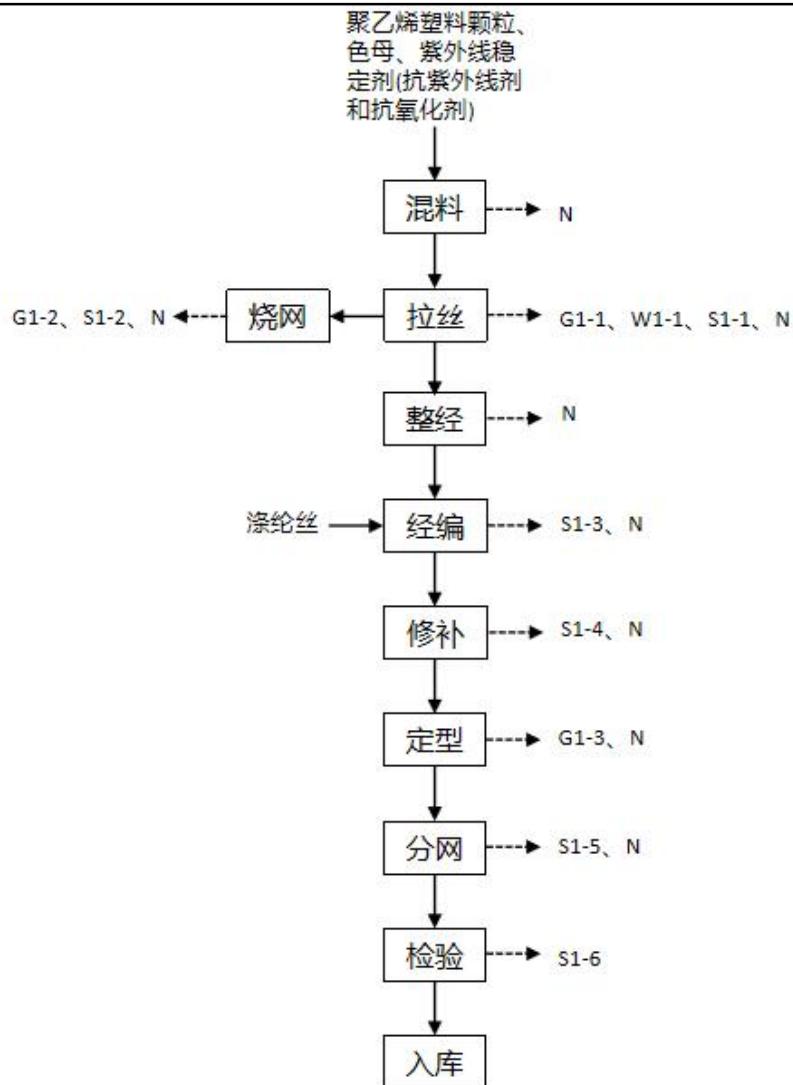 聚乙烯塑料颗粒、
色母、紫外线稳
定剂(抗紫外线剂
和抗氧化剂)
混料
N
G1-2、S1-2、N
烧网
拉丝
G1-1、W1-1、S1-1、N
整经
N
涤纶丝
经编
S1-3、N
修补
S1-4、N
定型
G1-3、N
分网
S1-5、N
检验
S1-6
入库